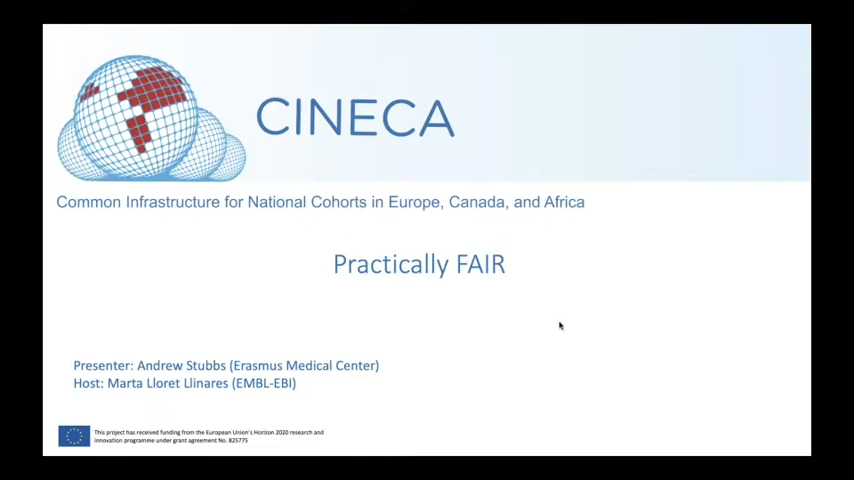 CINECA
Common Infrastructure for National Cohorts in Europe, Canada, and Africa
Practically FAIR
Presenter: Andrew Stubbs (Erasmus Medical Center)
Host: Marta Lloret Llinares (EMBL-EBI)
This project has received funding from the European Union's Horizon 2020 research and
Innovation programme under grant agreement No. 825775